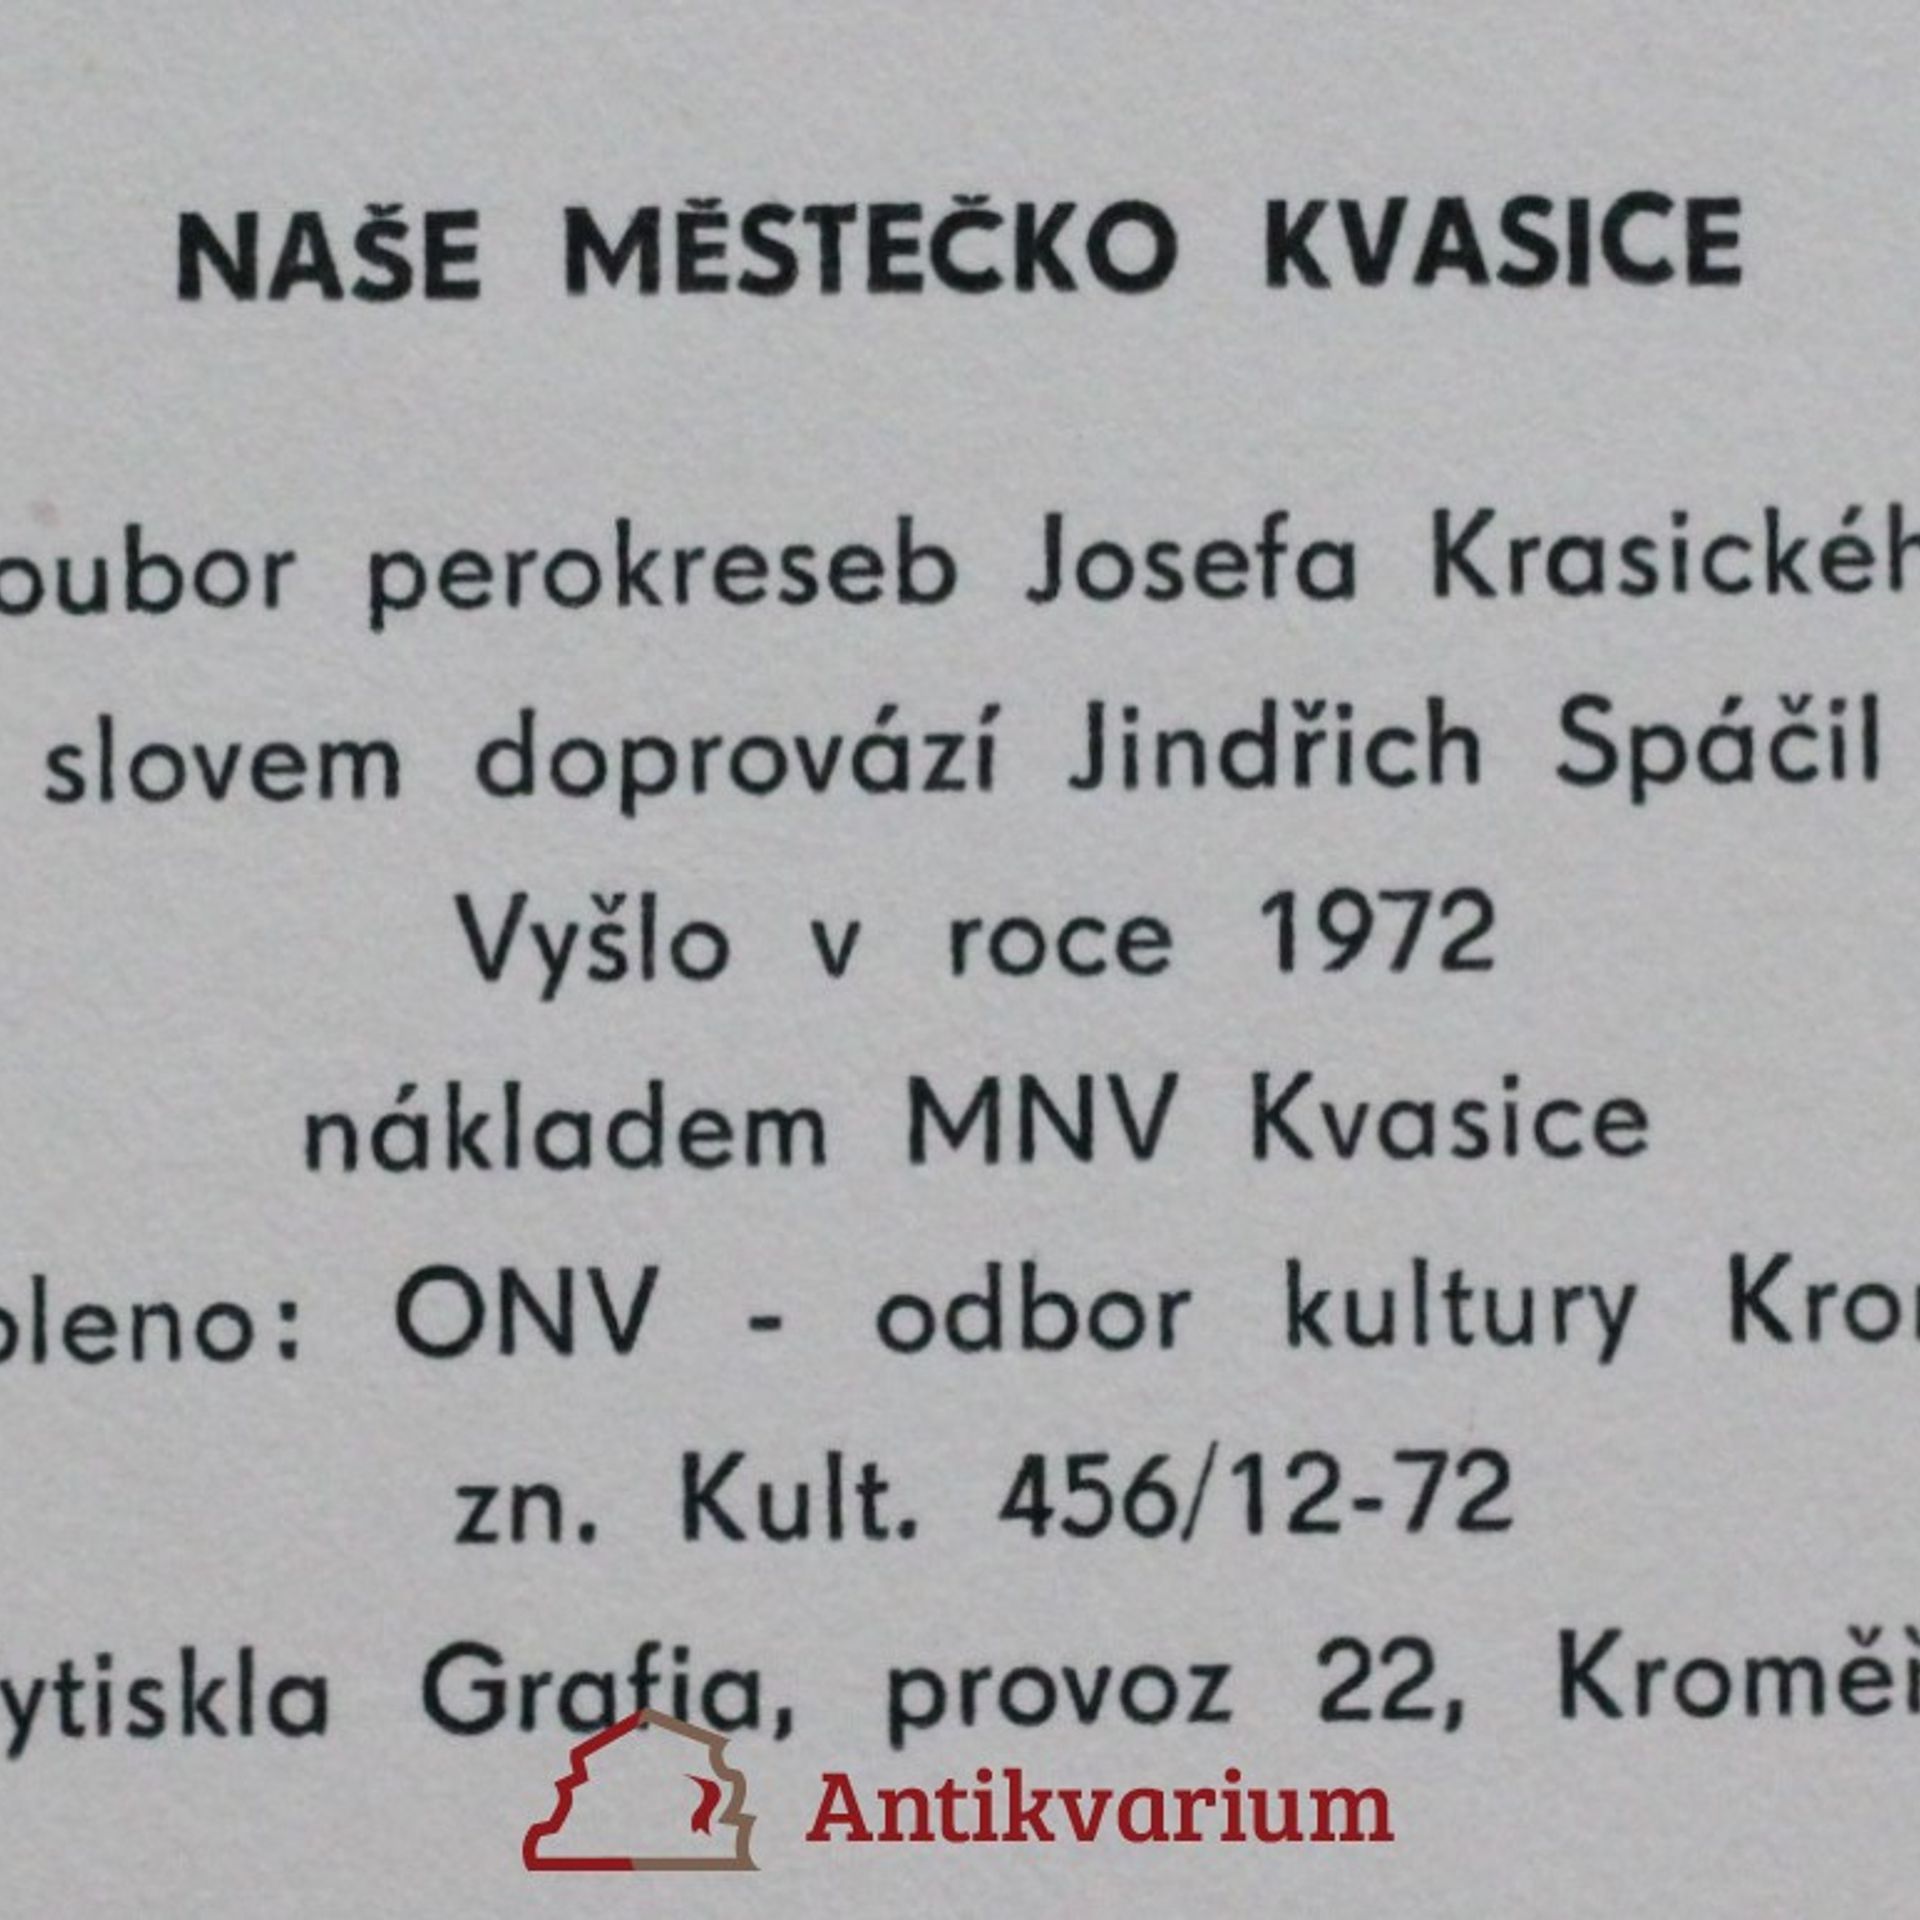 NAŠE MĚSTEČKO KVASICE
oubor perokreseb Josefa Krasickéh
slovem doprovází Jindřich Spáčil
Vyšlo v roce 1972
nákladem MNV Kvasice
oleno: ONV - odbor kultury Kro
zn. Kult. 456/12-72
ytiskla Grafia, provoz 22, Kroměř
Antikvarium